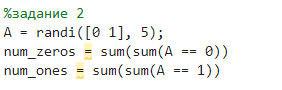 %задание 2
A = randi([0 1], 5);
num_zeros = sum(sum(A == 0))
num_ones = sum(sum(A == 1))